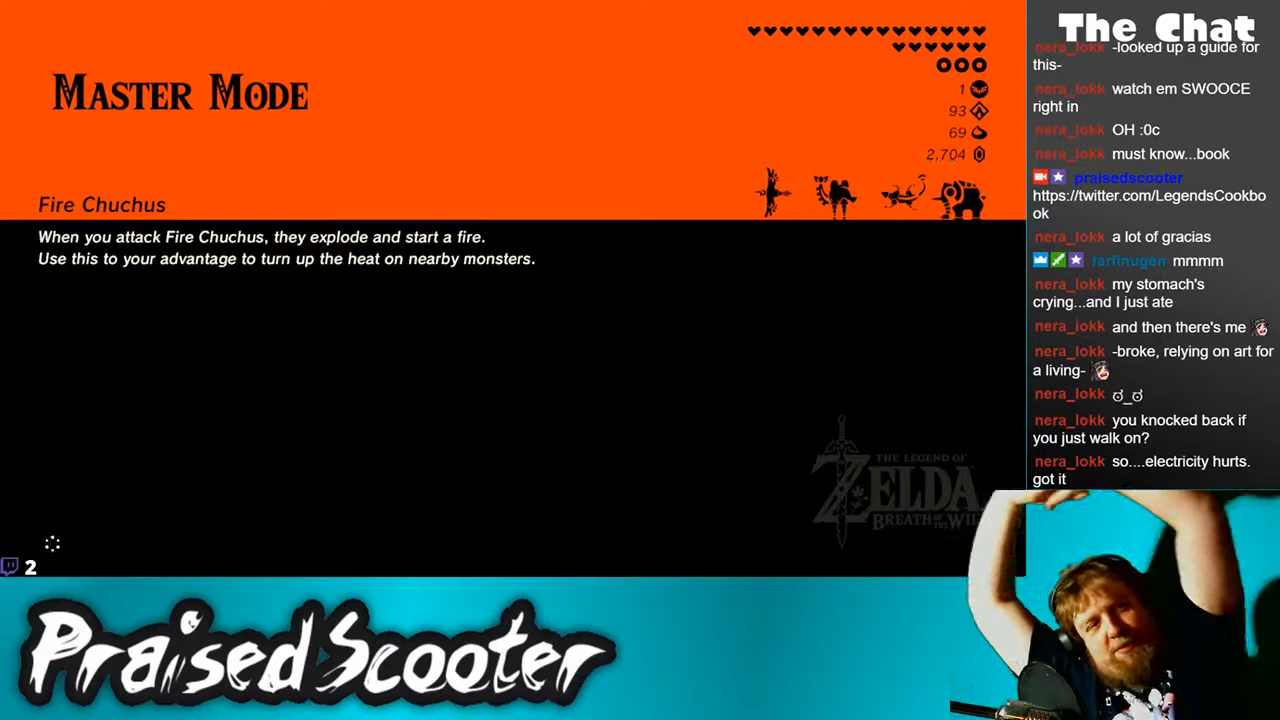 MASTER MODE
1
93
69
2,704
Fire Chuchus
When you attack Fire Chuchus, they explode and start a fire.
Use this to your advantage to turn up the heat on nearby monsters.
THE LEGEND OF
ZELDA
BREATH OF THE WILD
2
PraisedScooter
The Chat
nera_lokk -looked up a guide for
this-
nera_lokk watch em SWOOCE
right in
nera_lokk OH :0c
nera_lokk must know...book
praisedscooter
https://twitter.com/LegendsCookbo
ok
nera_lokk a lot of gracias
farfinugen mmmm
nera_lokk my stomach's
crying...and I just ate
nera_lokk and then there's me
nera_lokk -broke, relying on art for
a living-
nera_lokk ಠ_ಠ
nera_lokk you knocked back if
you just walk on?
nera_lokk so....electricity hurts.
got it